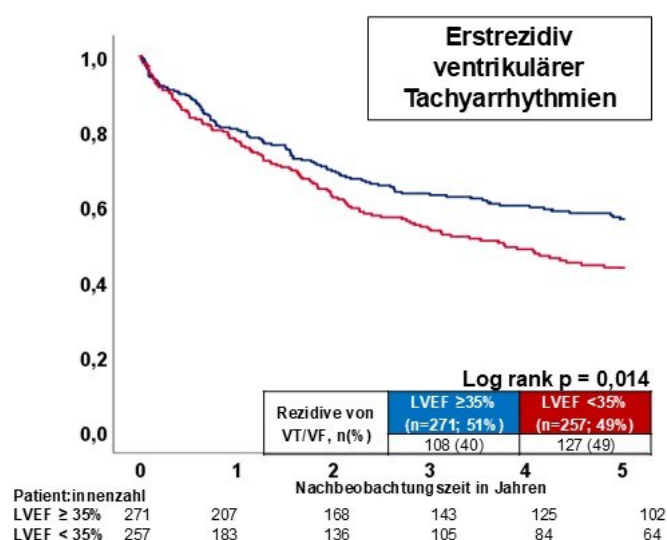 Erstrezidiv
ventrikulärer
Tachyarrhythmien
1,0
0,8
0,6
0,4
0,2
0,0
Log rank p = 0,014
Rezidive von
VT/VF, n(%)
LVEF ≥35%
(n=271; 51%)
LVEF <35%
(n=257; 49%)
108 (40)
127 (49)
0 1 2 3 4 5
Nachbeobachtungszeit in Jahren
Patient:innenzahl
LVEF ≥ 35% 271 207 168 143 125 102
LVEF < 35% 257 183 136 105 84 64